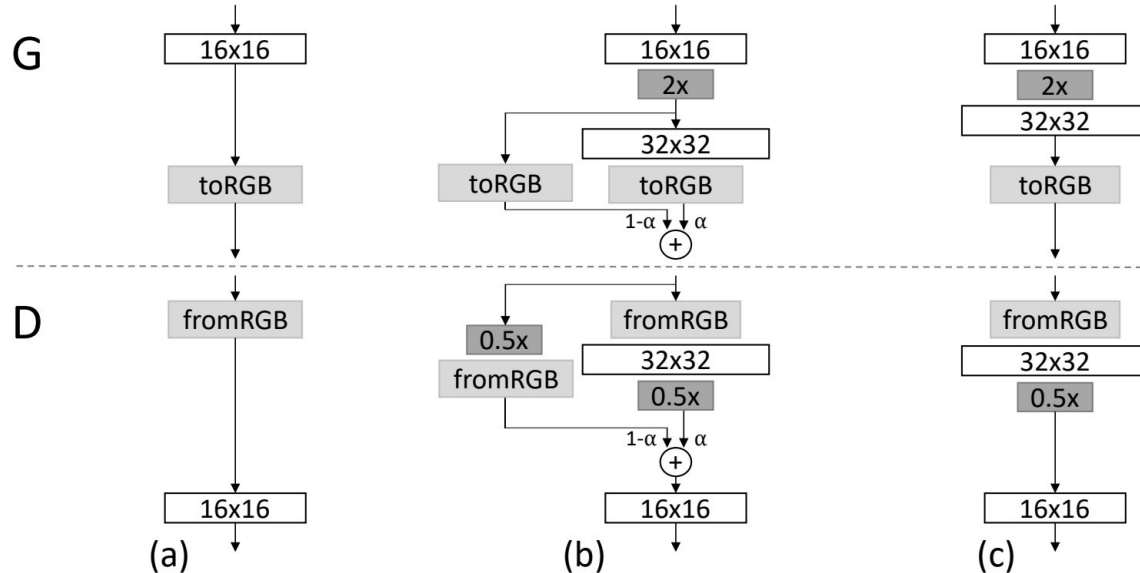 G
16x16
toRGB
16x16
2x
32x32
toRGB
toRGB
1-α
α
+
16x16
2x
32x32
toRGB
D
fromRGB
16x16
(a)
fromRGB
0.5x
32x32
fromRGB
0.5x
1-α
α
+
16x16
(b)
fromRGB
32x32
0.5x
16x16
(c)